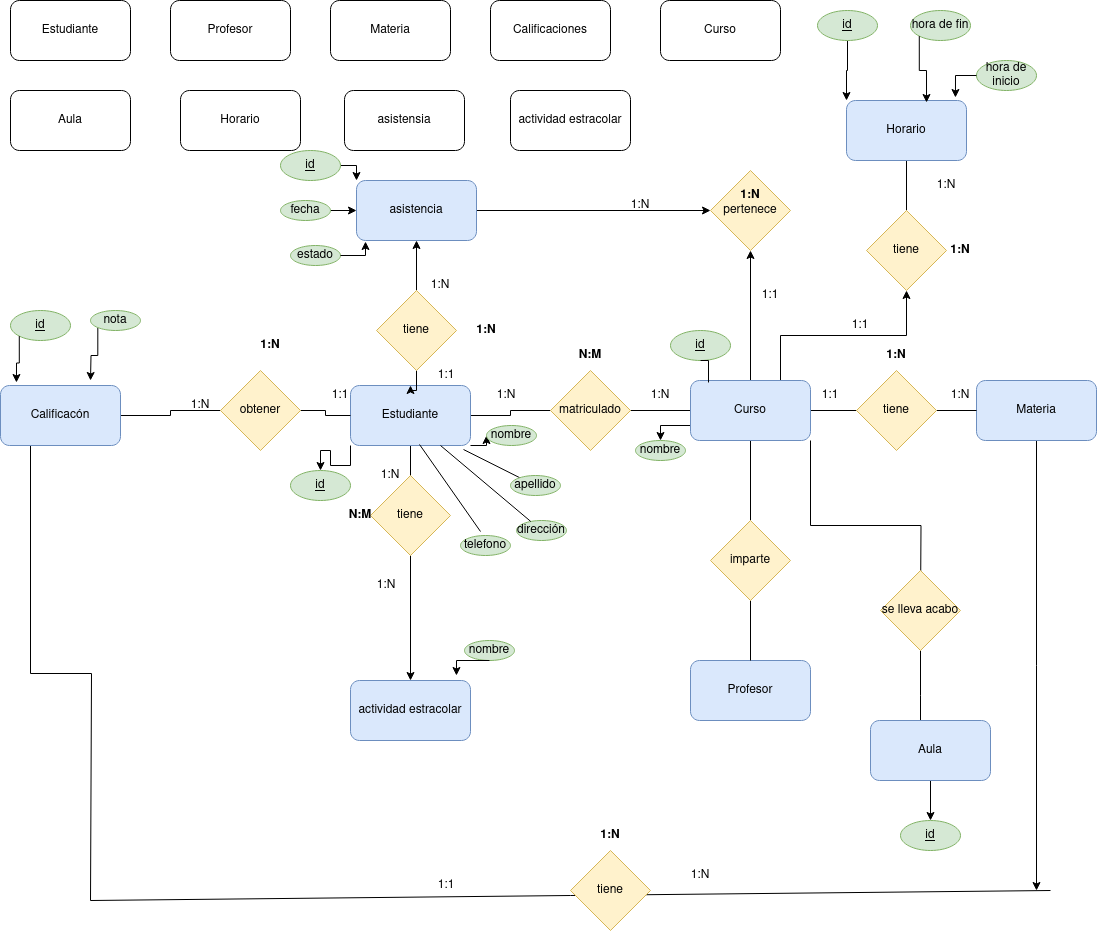 Estudiante
Profesor
Materia
Calificaciones
Curso
id
hora de fin
hora de
inicio
Aula
Horario
asistensia
actividad estracolar
Horario
id
asistencia
fecha
estado
1:N
1:N
pertenece
1:N
tiene
1:N
1:N
1:1
tiene
1:N
1:1
id
nota
1:N
1:1
id
N:M
1:N
Calificacón
1:N
obtener
1:1
Estudiante
1:N
matriculado
1:N
Curso
1:1
tiene
1:N
Materia
nombre
nombre
id
1:N
apellido
N:M
tiene
telefono
dirección
imparte
1:N
se lleva acabo
nombre
actividad estracolar
Profesor
Aula
id
1:N
1:1
tiene
1:N